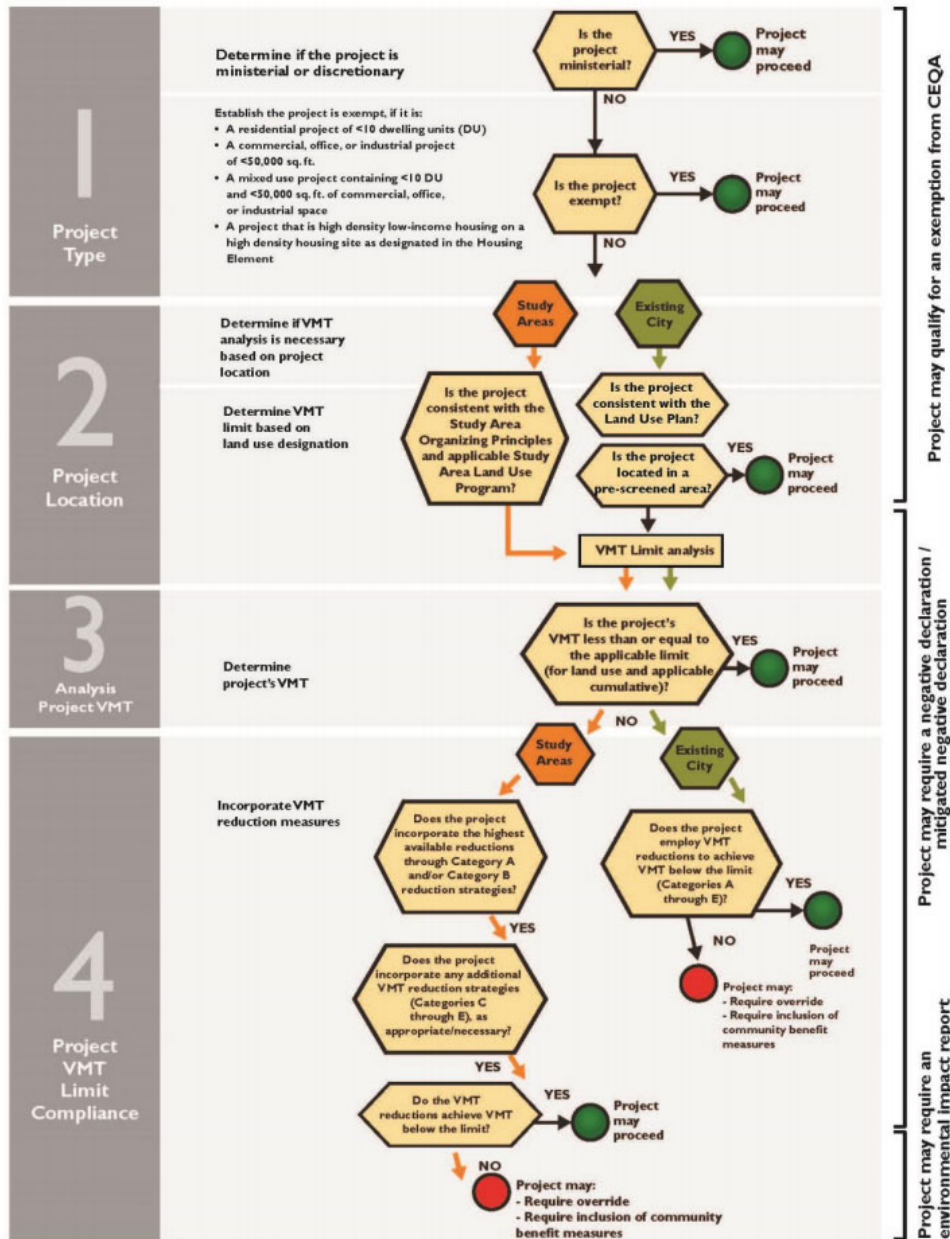 1
Project
Type
Determine if the project is
ministerial or discretionary
Is the
project
ministerial?
YES
Project
may
proceed
NO
Establish the project is exempt, if it is:
• A residential project of <10 dwelling units (DU)
• A commercial, office, or industrial project
of <50,000 sq. ft.
• A mixed use project containing <10 DU
and <50,000 sq. ft. of commercial, office,
or industrial space
• A project that is high density low-income housing on a
high density housing site as designated in the Housing
Element
Is the project
exempt?
YES
Project
may
proceed
NO
2
Project
Location
Determine if VMT
analysis is necessary
based on project
location
Study
Areas
Existing
City
Determine VMT
limit based on
land use designation
Is the project
consistent with the
Study Area
Organizing Principles
and applicable Study
Area Land Use
Program?
Is the project
consistent with the
Land Use Plan?
Is the project
located in a
pre-screened area?
YES
Project
may
proceed
VMT Limit analysis
3
Analysis
Project VMT
Determine
project's VMT
Is the project's
VMT less than or equal to
the applicable limit
(for land use and applicable
cumulative)?
YES
Project
may
proceed
NO
4
Project
VMT
Limit
Compliance
Incorporate VMT
reduction measures
Study
Areas
Existing
City
Does the project
incorporate the highest
available reductions
through Category A
and/or Category B
reduction strategies?
YES
Does the project
employ VMT
reductions to achieve
VMT below the limit
(Categories A
through E)?
YES
Project
may
proceed
NO
Project may:
- Require override
- Require inclusion of
community benefit
measures
Does the project
incorporate any additional
VMT reduction strategies
(Categories C
through E), as
appropriate/necessary?
YES
Do the VMT
reductions achieve VMT
below the limit?
YES
Project
may
proceed
NO
Project may:
- Require override
- Require inclusion of community
benefit measures
Project may qualify for an exemption from CEQA
Project may require a negative declaration /
mitigated negative declaration
Project may require an
environmental impact report